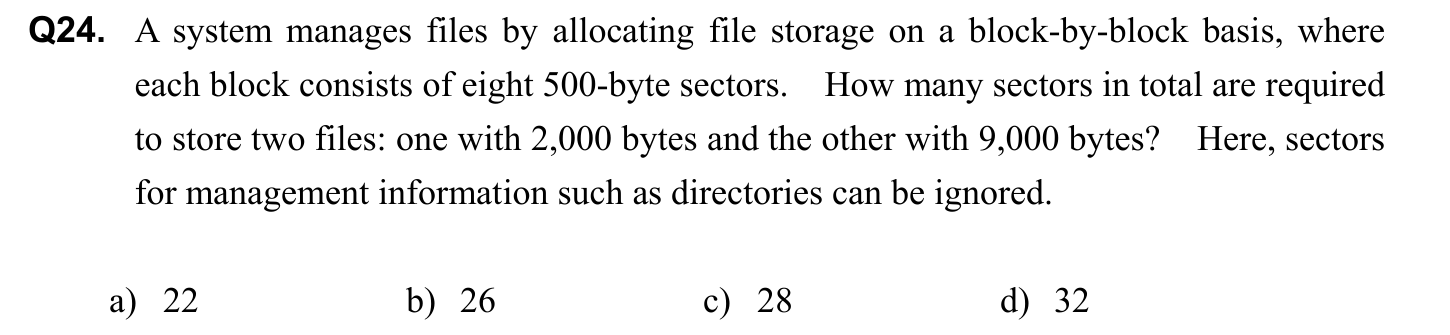 Q24. A system manages files by allocating file storage on a block-by-block basis, where
each block consists of eight 500-byte sectors. How many sectors in total are required
to store two files: one with 2,000 bytes and the other with 9,000 bytes? Here, sectors
for management information such as directories can be ignored.
a) 22 b) 26 c) 28 d) 32